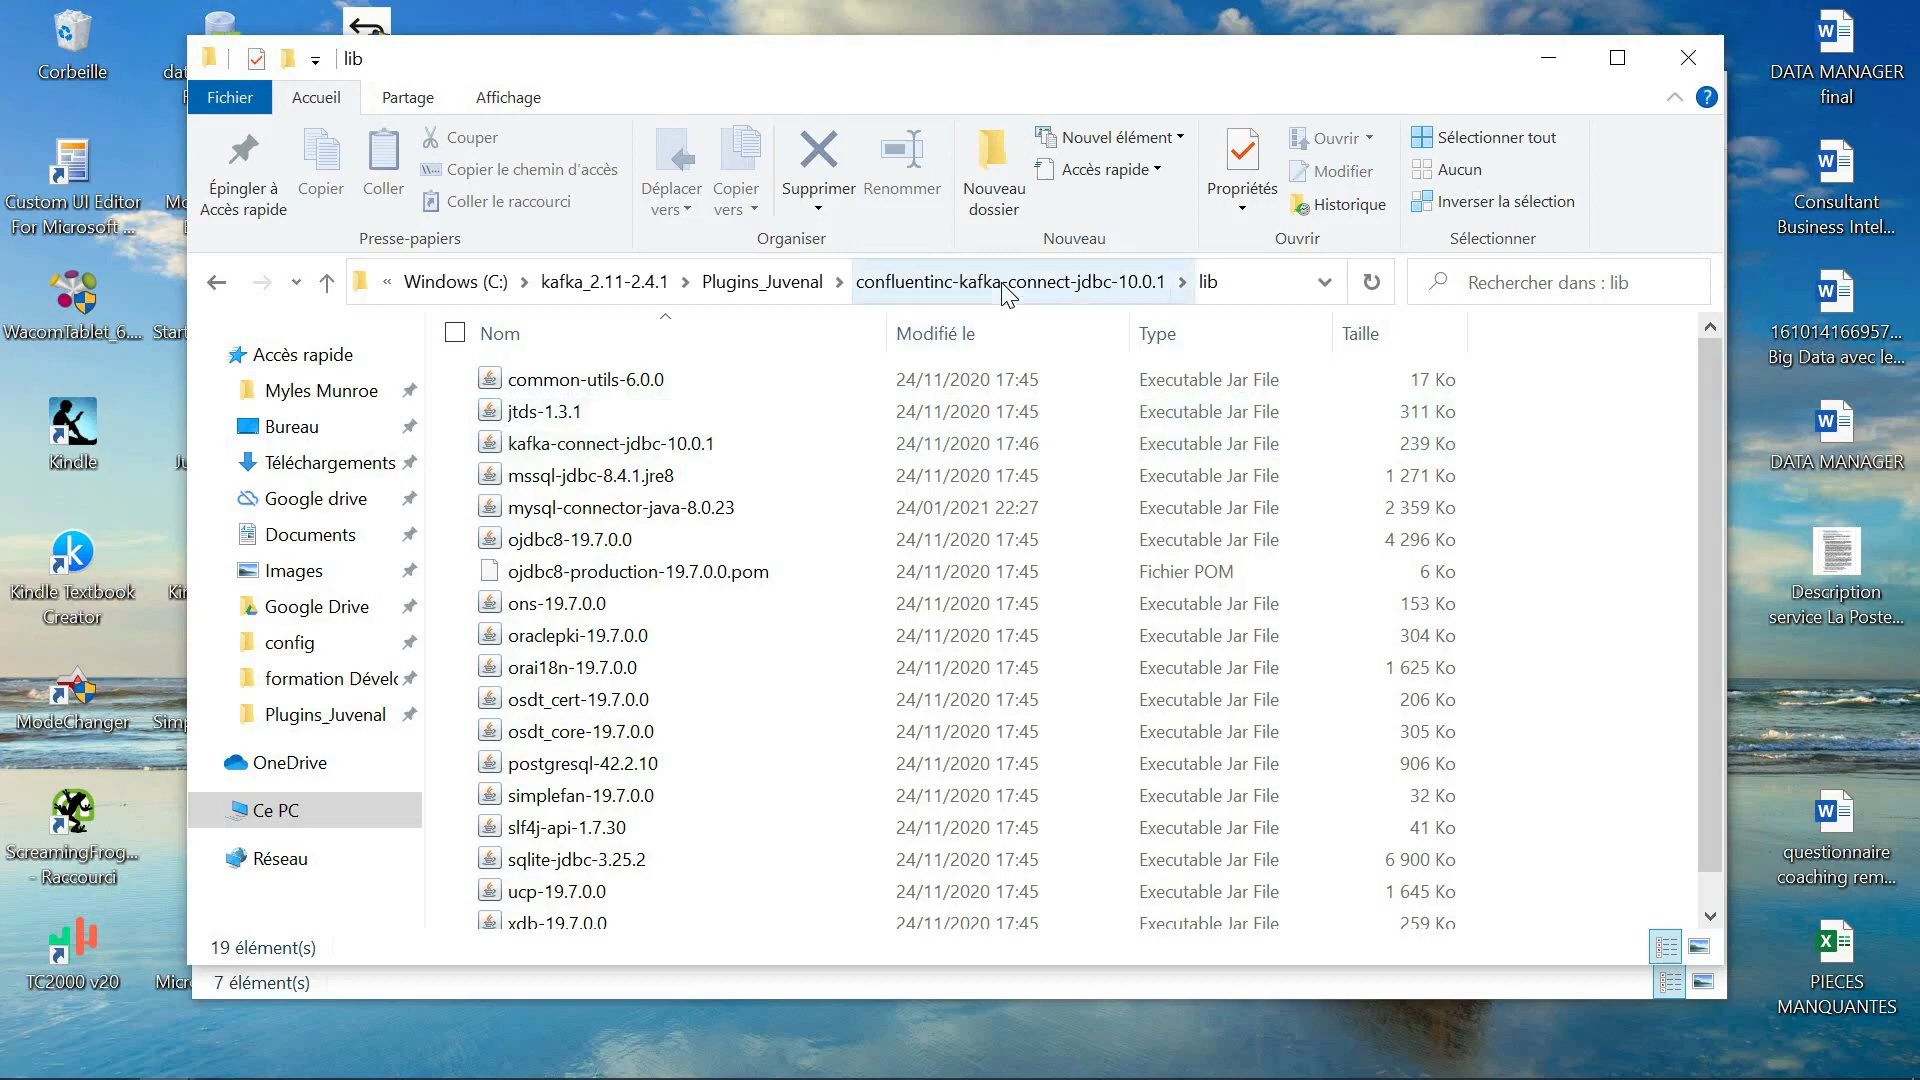 lib
Fichier
Accueil
Partage
Affichage
Épingler à
Accès rapide
Copier
Coller
Couper
Copier le chemin d'accès
Coller le raccourci
Presse-papiers
Déplacer
vers
Copier
vers
Supprimer
Renommer
Organiser
Nouveau
dossier
Nouvel élément
Accès rapide
Nouveau
Propriétés
Ouvrir
Modifier
Historique
Ouvrir
Sélectionner tout
Aucun
Inverser la sélection
Sélectionner
« Windows (C:) > kafka_2.11-2.4.1 > Plugins_Juvenal > confluentinc-kafka-connect-jdbc-10.0.1 > lib
Rechercher dans : lib
Nom Modifié le Type Taille
common-utils-6.0.0 24/11/2020 17:45 Executable Jar File 17 Ko
jtds-1.3.1 24/11/2020 17:45 Executable Jar File 311 Ko
kafka-connect-jdbc-10.0.1 24/11/2020 17:46 Executable Jar File 239 Ko
mssql-jdbc-8.4.1.jre8 24/11/2020 17:45 Executable Jar File 1 271 Ko
mysql-connector-java-8.0.23 24/01/2021 22:27 Executable Jar File 2 359 Ko
ojdbc8-19.7.0.0 24/11/2020 17:45 Executable Jar File 4 296 Ko
ojdbc8-production-19.7.0.0.pom 24/11/2020 17:45 Fichier POM 6 Ko
ons-19.7.0.0 24/11/2020 17:45 Executable Jar File 153 Ko
oraclepki-19.7.0.0 24/11/2020 17:45 Executable Jar File 304 Ko
orai18n-19.7.0.0 24/11/2020 17:45 Executable Jar File 1 625 Ko
osdt_cert-19.7.0.0 24/11/2020 17:45 Executable Jar File 206 Ko
osdt_core-19.7.0.0 24/11/2020 17:45 Executable Jar File 305 Ko
postgresql-42.2.10 24/11/2020 17:45 Executable Jar File 906 Ko
simplefan-19.7.0.0 24/11/2020 17:45 Executable Jar File 32 Ko
slf4j-api-1.7.30 24/11/2020 17:45 Executable Jar File 41 Ko
sqlite-jdbc-3.25.2 24/11/2020 17:45 Executable Jar File 6 900 Ko
ucp-19.7.0.0 24/11/2020 17:45 Executable Jar File 1 645 Ko
xdb-19.7.0.0 24/11/2020 17:45 Executable Jar File 259 Ko
Accès rapide
Myles Munroe
Bureau
Téléchargements
Google drive
Documents
Images
Google Drive
config
formation Dével
Plugins_Juvenal
OneDrive
Ce PC
Réseau
19 élément(s)
7 élément(s)
Corbeille
dat
Custom UI Editor
For Microsoft ...
Mo
WacomTablet_6....
Start
Kindle
Ju
Kindle Textbook
Creator
Kin
ModeChanger
Simp
ScreamingFrog...
- Raccourci
TC2000 v20
Micro
DATA MANAGER
final
Consultant
Business Intel...
161014166957...
Big Data avec le...
DATA MANAGER
Description
service La Poste...
questionnaire
coaching rem...
PIECES
MANQUANTES